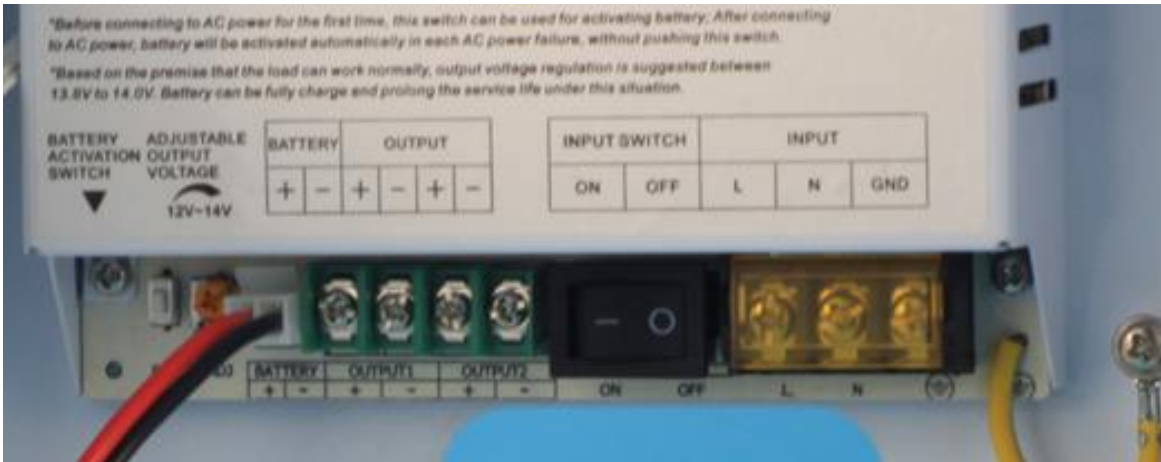 *Before connecting to AC power for the first time, this switch can be used for activating battery; After connecting
to AC power, battery will be activated automatically in each AC power failure, without pushing this switch.
*Based on the premise that the load can work normally, output voltage regulation is suggested between
13.8V to 14.0V. Battery can be fully charge end prolong the service life under this situation.
BATTERY ACTIVATION SWITCH
ADJUSTABLE OUTPUT VOLTAGE
12V~14V
BATTERY OUTPUT
+ - + - + -
INPUT SWITCH INPUT
ON OFF L N GND
BATTERY OUTPUT1 OUTPUT2
+ - + - + -
ON OFF L N